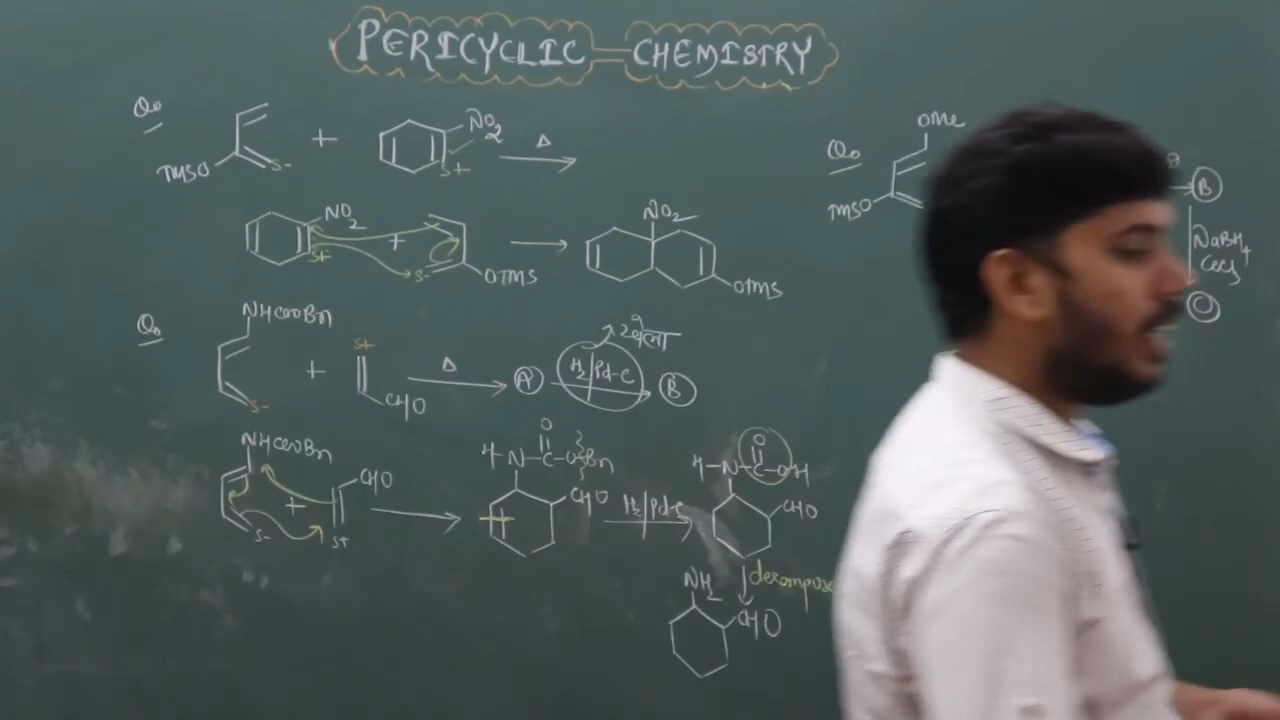 PERICYCLIC CHEMISTRY
Q.
TMSO
δ-
+
NO2
δ+
Δ
NO2
δ+
+
δ-
OTMS
NO2
OTMS
Q.
NHCOOBn
δ-
+
δ+
CHO
Δ
A
H2/Pd-C
B
NHCOOBn
δ-
+
CHO
δ+
H-N-C-O-Bn
O
CHO
H2/Pd-C
H-N-C-OH
O
CHO
decompose
NH2
CHO
Q.
OMe
TMSO
⊕
B
NaBH4
CeCl3
C